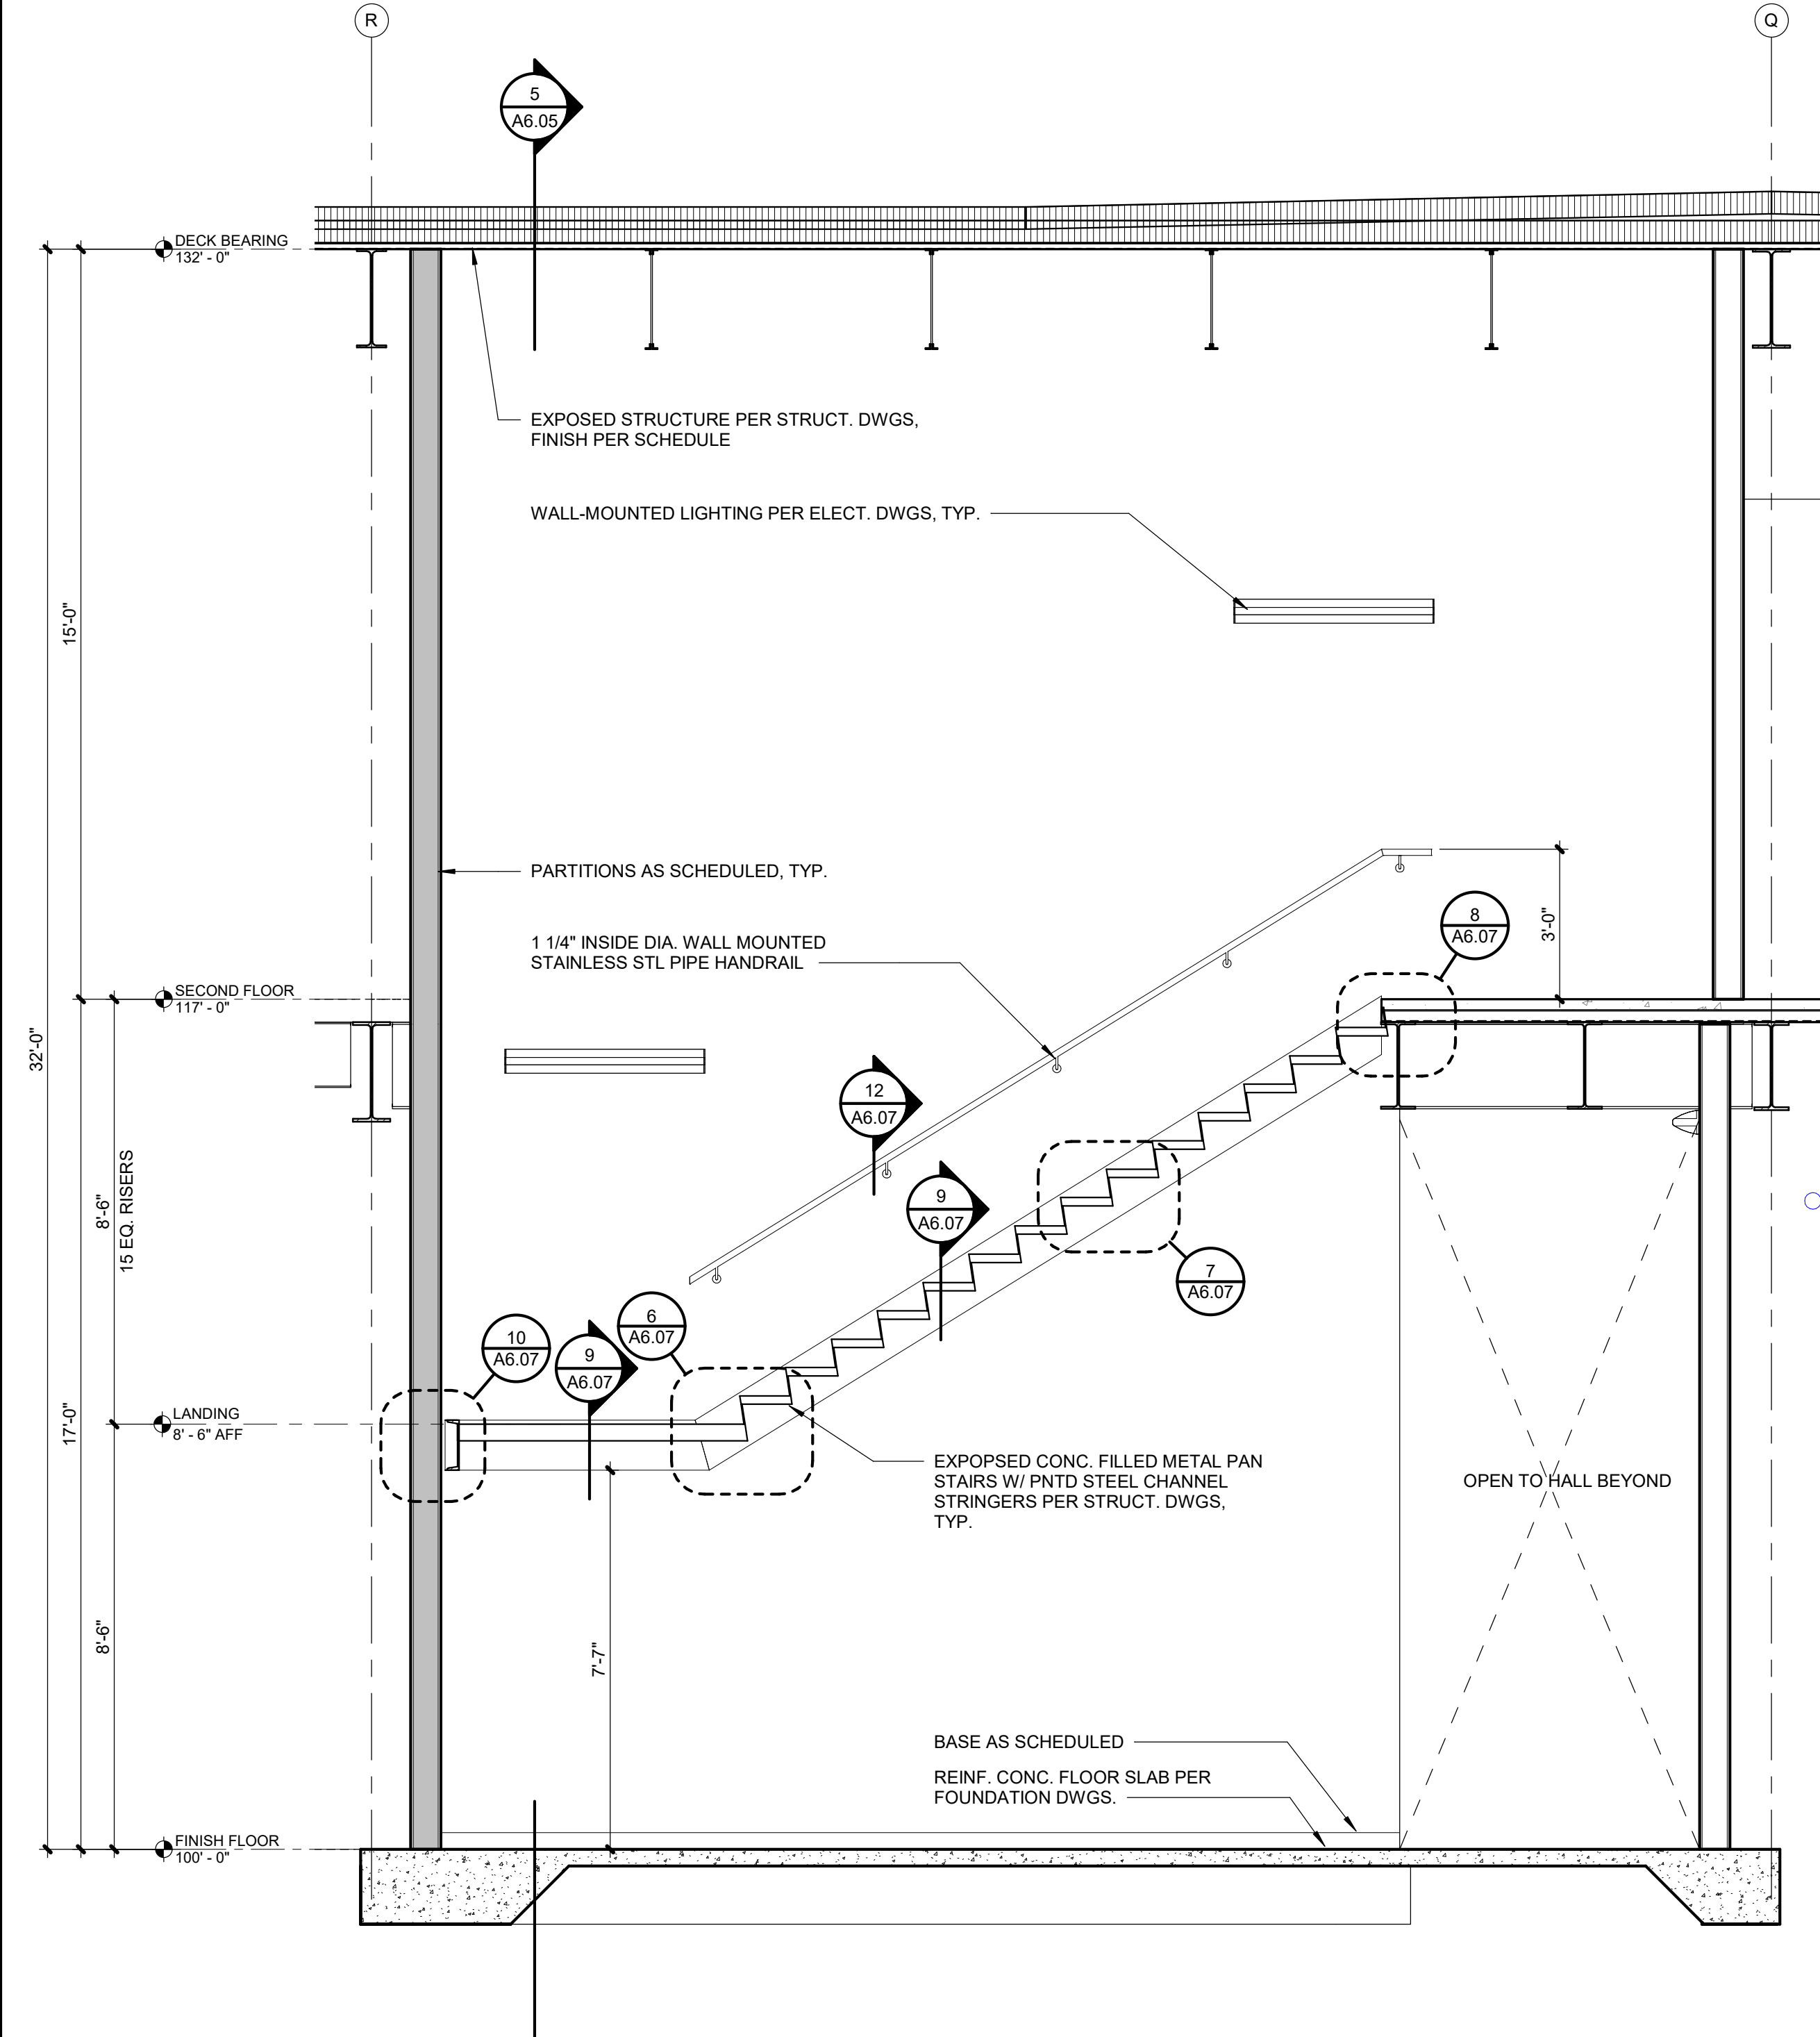 R
Q
5
A6.05
DECK BEARING
132' - 0"
EXPOSED STRUCTURE PER STRUCT. DWGS,
FINISH PER SCHEDULE
WALL-MOUNTED LIGHTING PER ELECT. DWGS, TYP.
15'-0"
PARTITIONS AS SCHEDULED, TYP.
1 1/4" INSIDE DIA. WALL MOUNTED
STAINLESS STL PIPE HANDRAIL
8
A6.07
3'-0"
SECOND FLOOR
117' - 0"
32'-0"
12
A6.07
8'-6"
15 EQ. RISERS
9
A6.07
7
A6.07
6
A6.07
10
A6.07
9
A6.07
LANDING
8' - 6" AFF
17'-0"
EXPOPSED CONC. FILLED METAL PAN
STAIRS W/ PNTD STEEL CHANNEL
STRINGERS PER STRUCT. DWGS,
TYP.
OPEN TO HALL BEYOND
8'-6"
7'-7"
BASE AS SCHEDULED
REINF. CONC. FLOOR SLAB PER
FOUNDATION DWGS.
FINISH FLOOR
100' - 0"